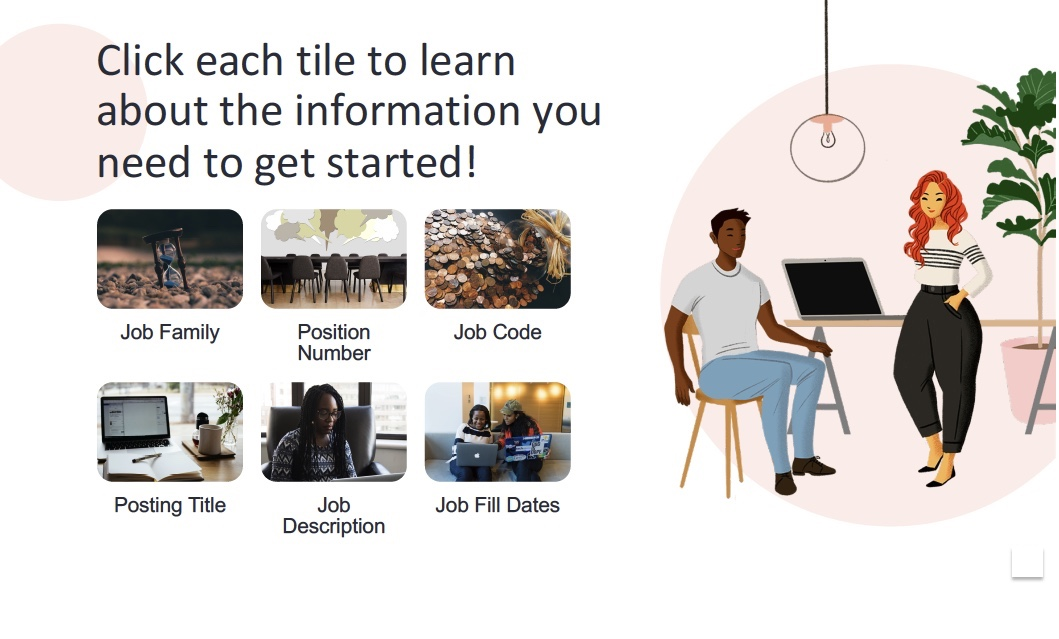 Click each tile to learn
about the information you
need to get started!
Job Family
Position
Number
Job Code
Posting Title
Job
Description
Job Fill Dates